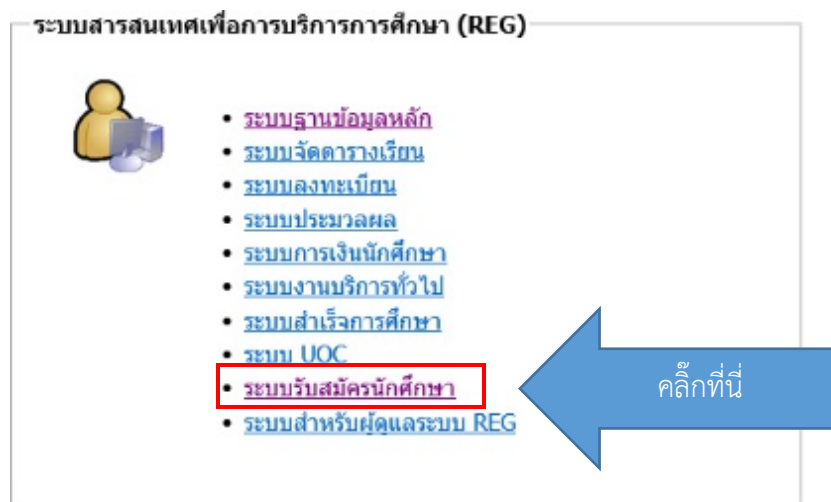 ระบบสารสนเทศเพื่อการบริการการศึกษา (REG)
• ระบบฐานข้อมูลหลัก
• ระบบจัดตารางเรียน
• ระบบลงทะเบียน
• ระบบประมวลผล
• ระบบการเงินนักศึกษา
• ระบบงานบริการทั่วไป
• ระบบสำเร็จการศึกษา
• ระบบ UOC
• ระบบรับสมัครนักศึกษา
คลิ๊กที่นี่
• ระบบสำหรับผู้ดูแลระบบ REG